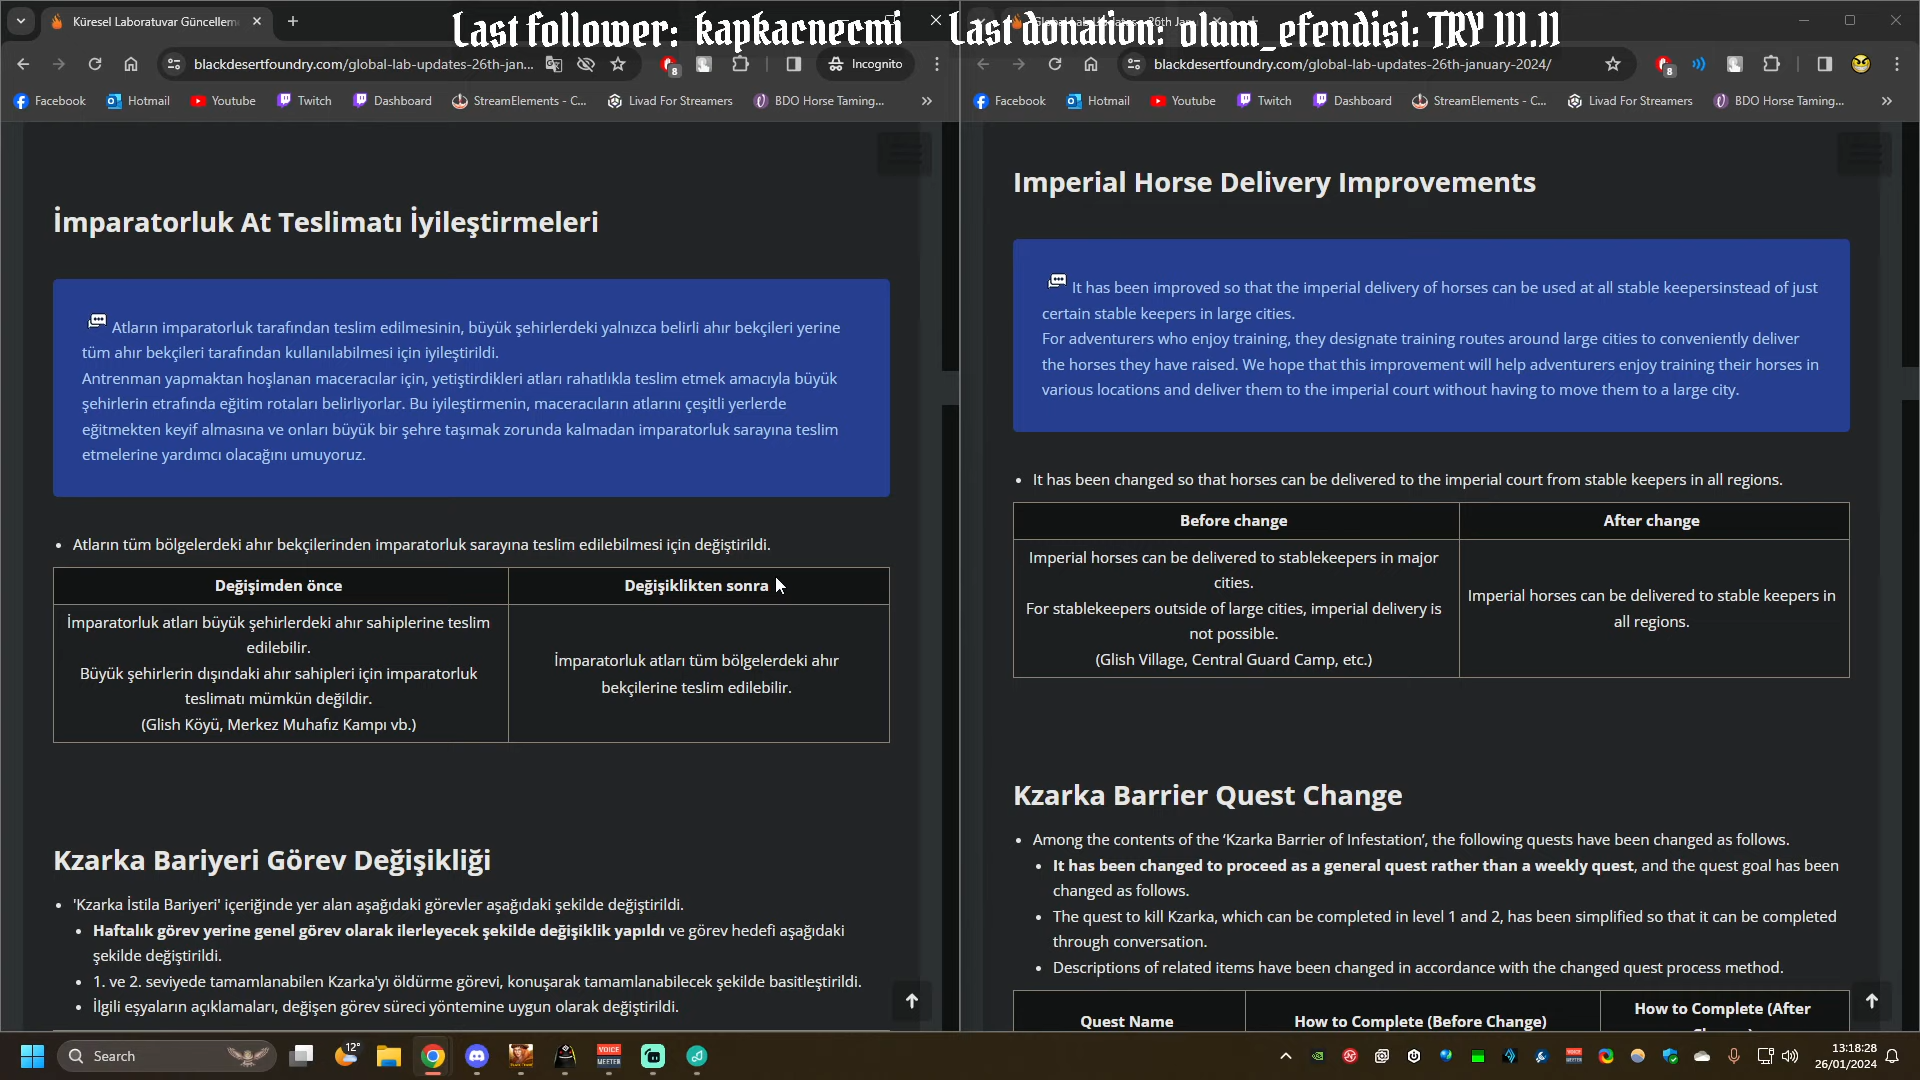 Küresel Laboratuvar Güncellem
Last follower: kapkacnecmi
Last donation: olum_efendisi: TRY 111.11
blackdesertfoundry.com/global-lab-updates-26th-jan...
Incognito
Facebook
Hotmail
Youtube
Twitch
Dashboard
StreamElements - C...
Livad For Streamers
BDO Horse Taming...
İmparatorluk At Teslimatı İyileştirmeleri
Atların imparatorluk tarafından teslim edilmesinin, büyük şehirlerdeki yalnızca belirli ahır bekçileri yerine
tüm ahır bekçileri tarafından kullanılabilmesi için iyileştirildi.
Antrenman yapmaktan hoşlanan maceracılar için, yetiştirdikleri atları rahatlıkla teslim etmek amacıyla büyük
şehirlerin etrafında eğitim rotaları belirliyorlar. Bu iyileştirmenin, maceracıların atlarını çeşitli yerlerde
eğitmekten keyif almasına ve onları büyük bir şehre taşımak zorunda kalmadan imparatorluk sarayına teslim
etmelerine yardımcı olacağını umuyoruz.
Atların tüm bölgelerdeki ahır bekçilerinden imparatorluk sarayına teslim edilebilmesi için değiştirildi.
Değişimden önce
Değişiklikten sonra
İmparatorluk atları büyük şehirlerdeki ahır sahiplerine teslim
edilebilir.
Büyük şehirlerin dışındaki ahır sahipleri için imparatorluk
teslimatı mümkün değildir.
(Glish Köyü, Merkez Muhafız Kampı vb.)
İmparatorluk atları tüm bölgelerdeki ahır
bekçilerine teslim edilebilir.
Kzarka Bariyeri Görev Değişikliği
'Kzarka İstila Bariyeri' içeriğinde yer alan aşağıdaki görevler aşağıdaki şekilde değiştirildi.
Haftalık görev yerine genel görev olarak ilerleyecek şekilde değişiklik yapıldı ve görev hedefi aşağıdaki
şekilde değiştirildi.
1. ve 2. seviyede tamamlanabilen Kzarka'yı öldürme görevi, konuşarak tamamlanabilecek şekilde basitleştirildi.
İlgili eşyaların açıklamaları, değişen görev süreci yöntemine uygun olarak değiştirildi.
blackdesertfoundry.com/global-lab-updates-26th-january-2024/
Facebook
Hotmail
Youtube
Twitch
Dashboard
StreamElements - C...
Livad For Streamers
BDO Horse Taming...
Imperial Horse Delivery Improvements
It has been improved so that the imperial delivery of horses can be used at all stable keepersinstead of just
certain stable keepers in large cities.
For adventurers who enjoy training, they designate training routes around large cities to conveniently deliver
the horses they have raised. We hope that this improvement will help adventurers enjoy training their horses in
various locations and deliver them to the imperial court without having to move them to a large city.
It has been changed so that horses can be delivered to the imperial court from stable keepers in all regions.
Before change
After change
Imperial horses can be delivered to stablekeepers in major
cities.
For stablekeepers outside of large cities, imperial delivery is
not possible.
(Glish Village, Central Guard Camp, etc.)
Imperial horses can be delivered to stable keepers in
all regions.
Kzarka Barrier Quest Change
Among the contents of the ‘Kzarka Barrier of Infestation’, the following quests have been changed as follows.
It has been changed to proceed as a general quest rather than a weekly quest, and the quest goal has been
changed as follows.
The quest to kill Kzarka, which can be completed in level 1 and 2, has been simplified so that it can be completed
through conversation.
Descriptions of related items have been changed in accordance with the changed quest process method.
Quest Name
How to Complete (Before Change)
How to Complete (After
Search
12°
13:18:28
26/01/2024